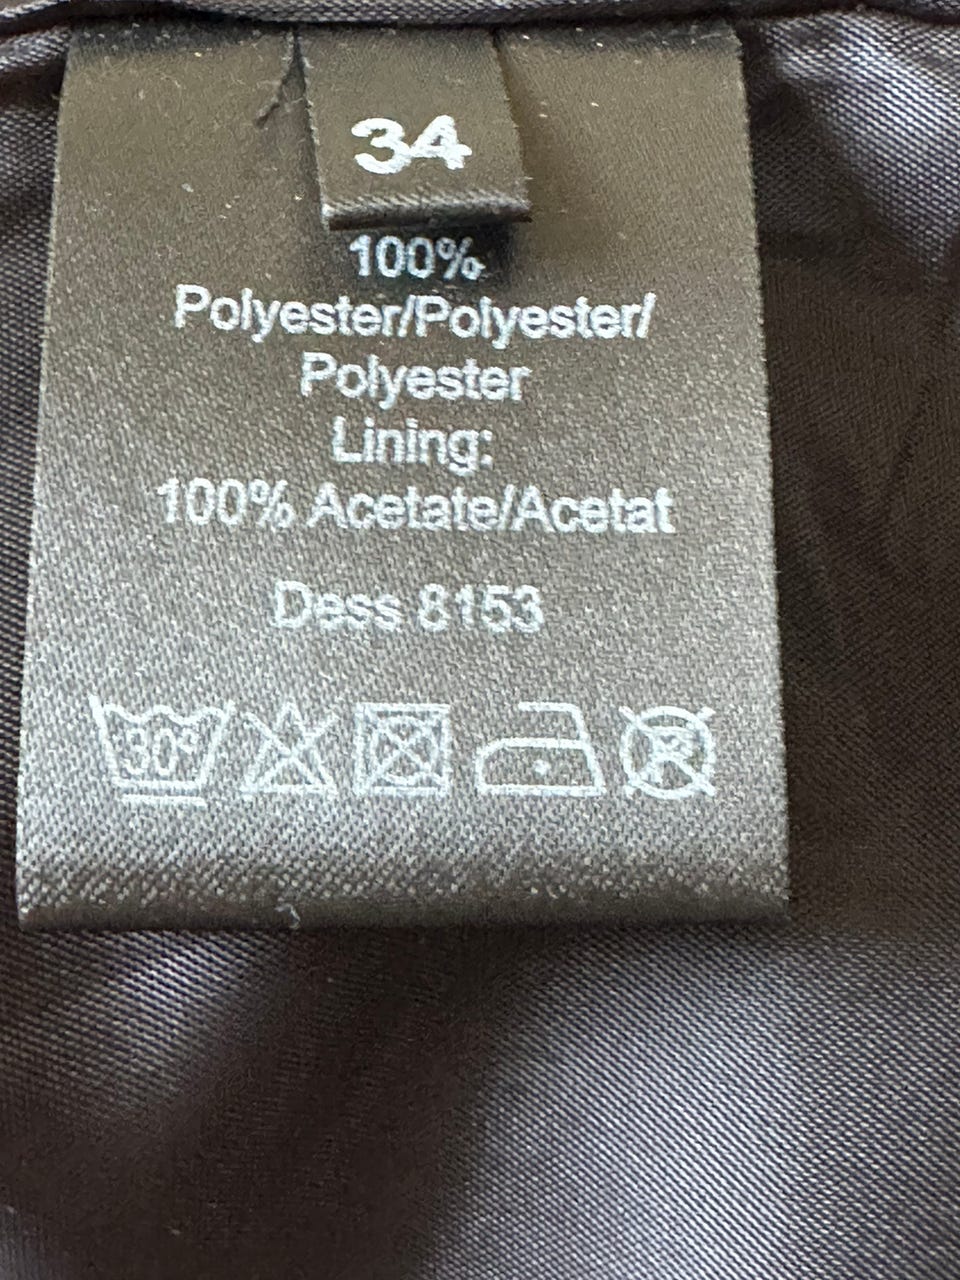 34
100%
Polyester/Polyester/
Polyester
Lining:
100% Acetate/Acetat
Dess 8153
30°